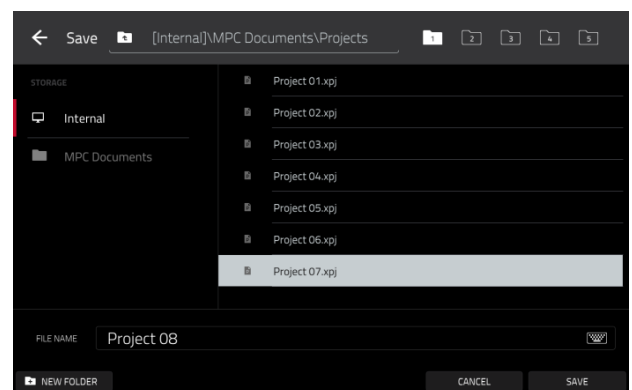 Save [Internal]\MPC Documents\Projects 1 2 3 4 5
STORAGE
Internal
MPC Documents
Project 01.xpj
Project 02.xpj
Project 03.xpj
Project 04.xpj
Project 05.xpj
Project 06.xpj
Project 07.xpj
FILE NAME Project 08
NEW FOLDER CANCEL SAVE